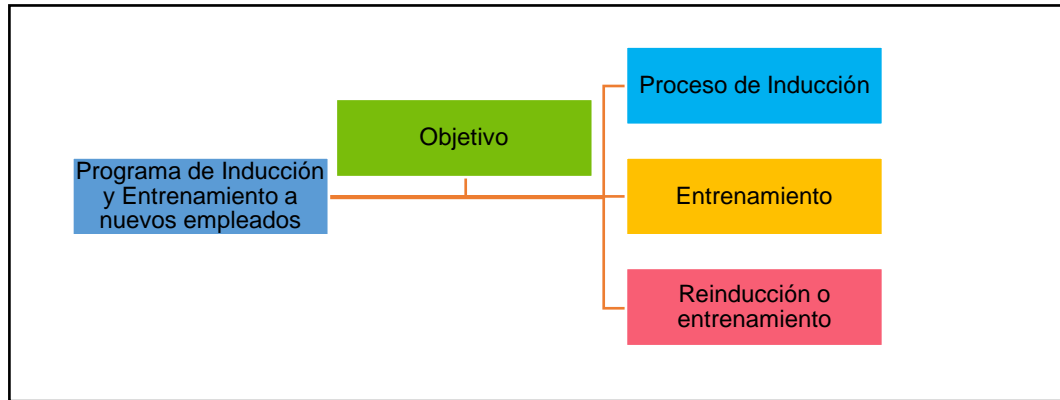 Programa de Inducción
y Entrenamiento a
nuevos empleados
Objetivo
Proceso de Inducción
Entrenamiento
Reinducción o
entrenamiento